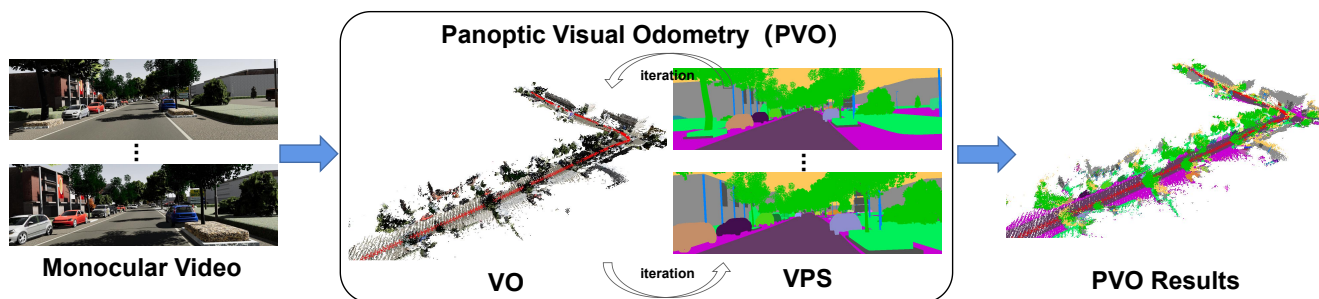 Panoptic Visual Odometry（PVO）
iteration
Monocular Video
VO
iteration
VPS
PVO Results